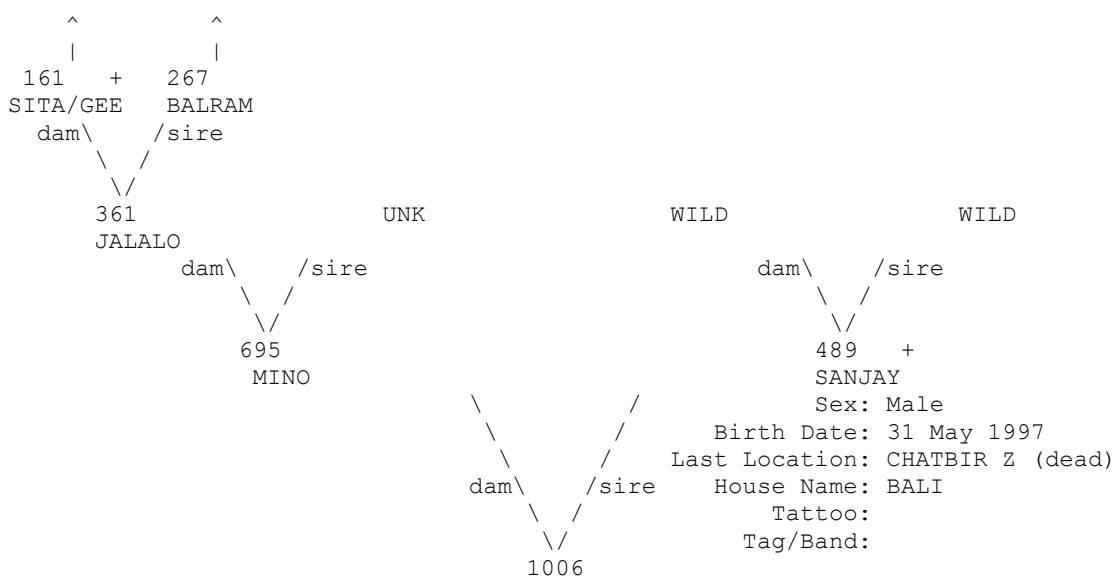 ^ ^
| |
161 + 267
SITA/GEE BALRAM
dam\ /sire
\ /
\/
361 UNK WILD WILD
JALALO
dam\ /sire dam\ /sire
\ / \ /
\/ \/
695 489 +
MINO SANJAY
\ / Sex: Male
\ / Birth Date: 31 May 1997
\ / Last Location: CHATBIR Z (dead)
dam\ /sire House Name: BALI
\ / Tattoo:
\/ Tag/Band:
1006